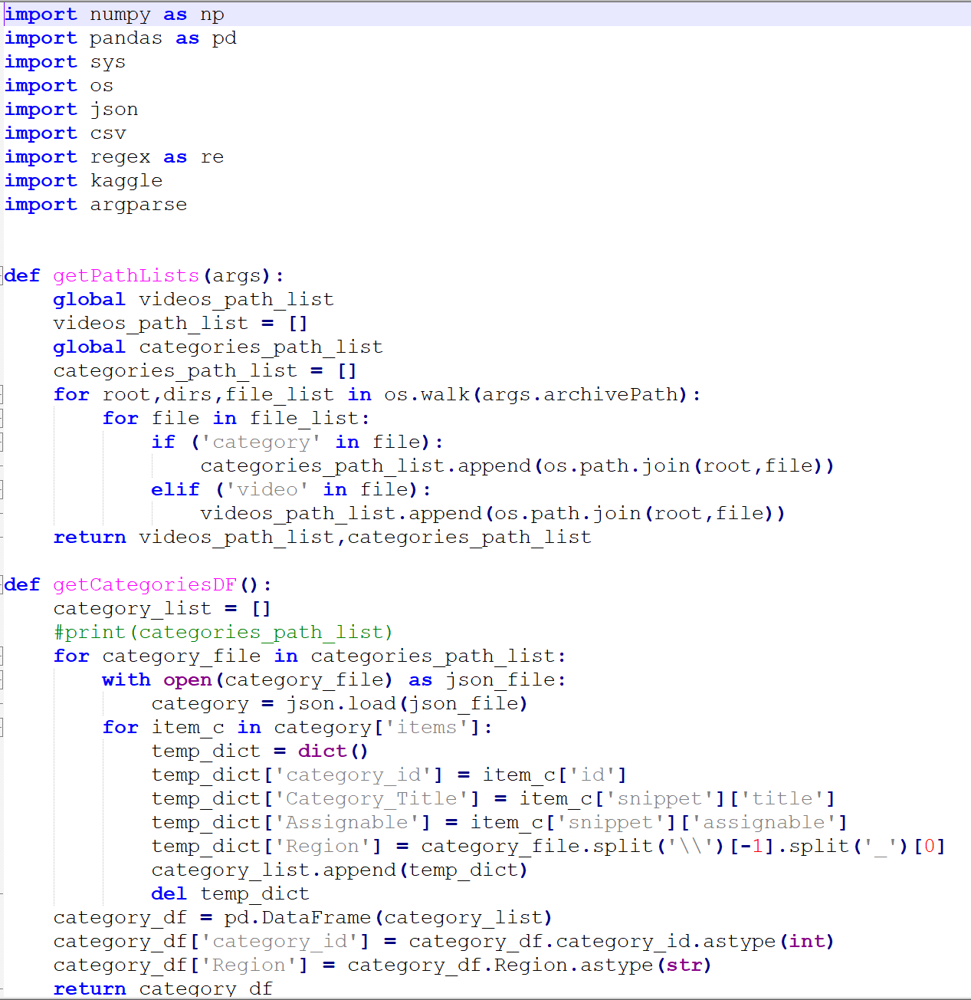 import numpy as np
import pandas as pd
import sys
import os
import json
import csv
import regex as re
import kaggle
import argparse
def getPathLists(args):
    global videos_path_list
    videos_path_list = []
    global categories_path_list
    categories_path_list = []
    for root,dirs,file_list in os.walk(args.archivePath):
        for file in file_list:
            if ('category' in file):
                categories_path_list.append(os.path.join(root,file))
            elif ('video' in file):
                videos_path_list.append(os.path.join(root,file))
    return videos_path_list,categories_path_list
def getCategoriesDF():
    category_list = []
    #print(categories_path_list)
    for category_file in categories_path_list:
        with open(category_file) as json_file:
            category = json.load(json_file)
        for item_c in category['items']:
            temp_dict = dict()
            temp_dict['category_id'] = item_c['id']
            temp_dict['Category_Title'] = item_c['snippet']['title']
            temp_dict['Assignable'] = item_c['snippet']['assignable']
            temp_dict['Region'] = category_file.split('\\')[-1].split('_')[0]
            category_list.append(temp_dict)
            del temp_dict
    category_df = pd.DataFrame(category_list)
    category_df['category_id'] = category_df.category_id.astype(int)
    category_df['Region'] = category_df.Region.astype(str)
    return category_df